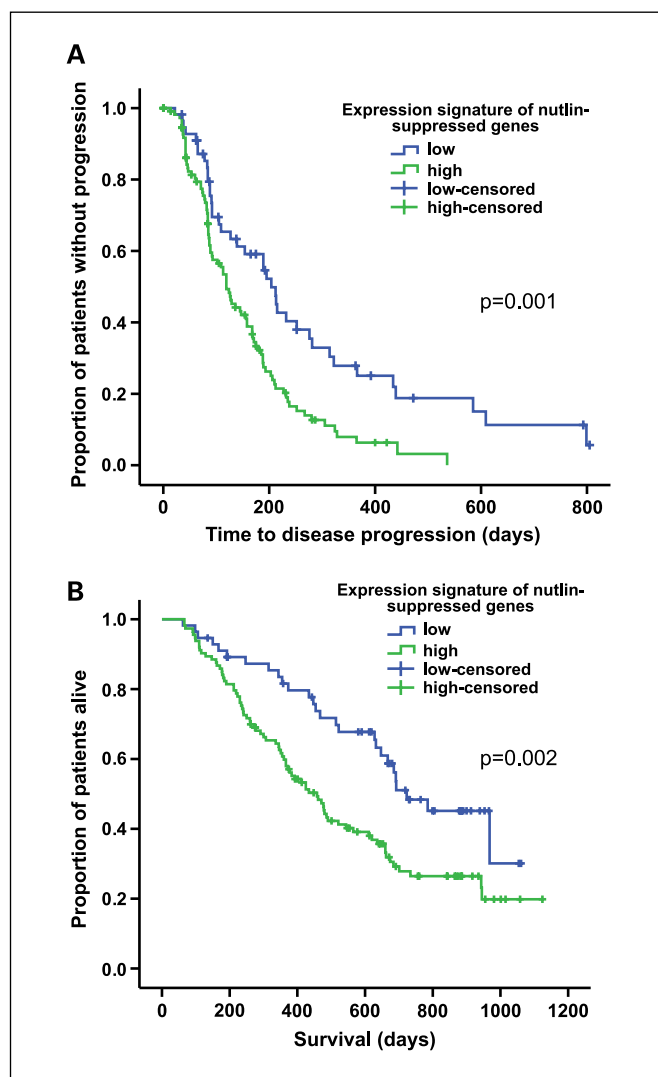 A
Expression signature of nutlin-
suppressed genes
low
high
low-censored
high-censored
p=0.001
Proportion of patients without progression
1.0
0.8
0.6
0.4
0.2
0.0
0 200 400 600 800
Time to disease progression (days)
B
Expression signature of nutlin-
suppressed genes
low
high
low-censored
high-censored
p=0.002
Proportion of patients alive
1.0
0.8
0.6
0.4
0.2
0.0
0 200 400 600 800 1000 1200
Survival (days)